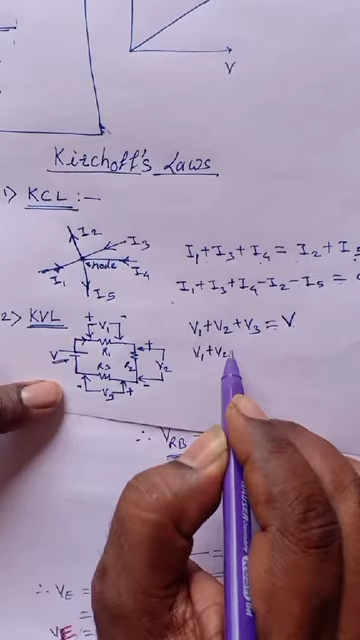 V
Kirchoff's Laws
1) KCL :-
I2
I3
node
I1
I4
I5
I1 + I3 + I4 = I2 + I5
I1 + I3 + I4 - I2 - I5 =
2) KVL
+ V1 -
R1
V
R3
R2
+
V2
-
- V3 +
V1 + V2 + V3 = V
V1 + V2
∴ VRB =
∴ VE =
=
VE =